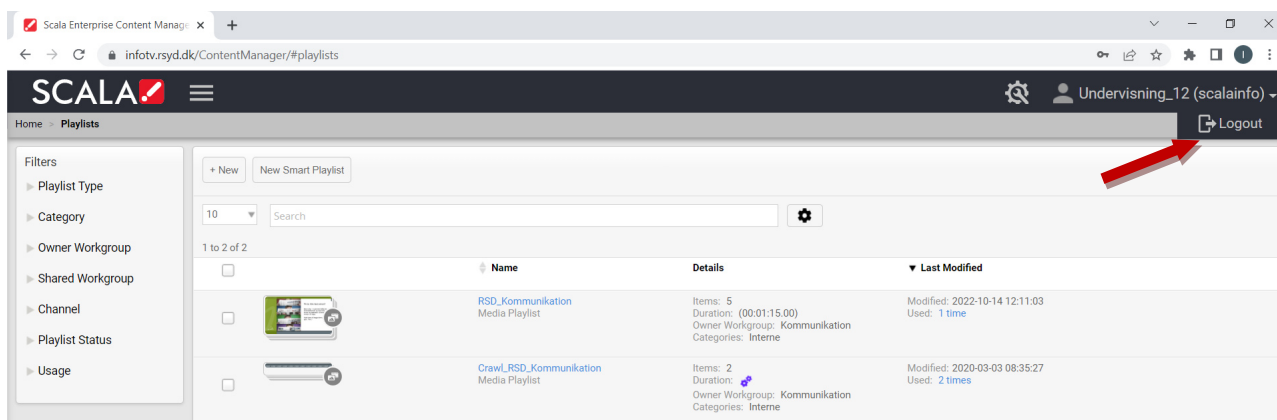 Scala Enterprise Content Manage
infotv.rsyd.dk/ContentManager/#playlists
I
SCALA
Undervisning_12 (scalainfo)
Home > Playlists
Logout
Filters
Playlist Type
Category
Owner Workgroup
Shared Workgroup
Channel
Playlist Status
Usage
+ New
New Smart Playlist
10
Search
1 to 2 of 2
Name
Details
Last Modified
RSD_Kommunikation
Media Playlist
Items: 5
Duration: (00:01:15.00)
Owner Workgroup: Kommunikation
Categories: Interne
Modified: 2022-10-14 12:11:03
Used: 1 time
Crawl_RSD_Kommunikation
Media Playlist
Items: 2
Duration:
Owner Workgroup: Kommunikation
Categories: Interne
Modified: 2020-03-03 08:35:27
Used: 2 times